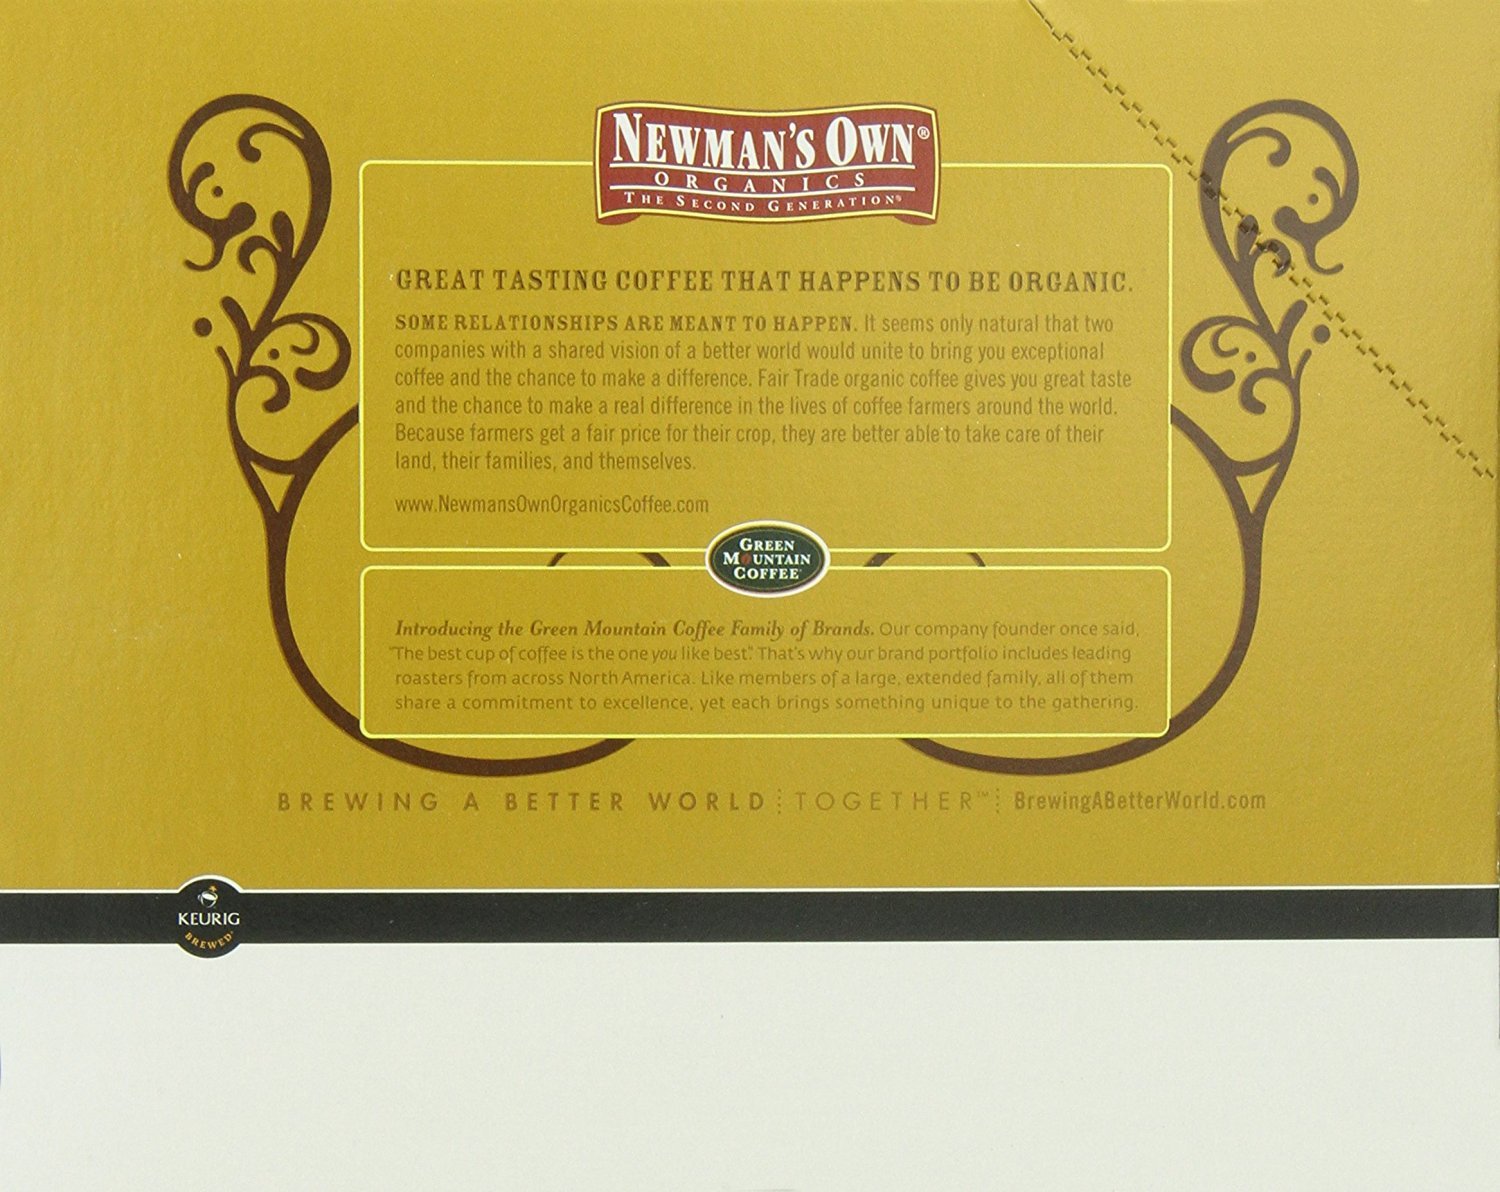 NEWMAN'S OWN®
ORGANICS
THE SECOND GENERATION®
GREAT TASTING COFFEE THAT HAPPENS TO BE ORGANIC.
SOME RELATIONSHIPS ARE MEANT TO HAPPEN. It seems only natural that two
companies with a shared vision of a better world would unite to bring you exceptional
coffee and the chance to make a difference. Fair Trade organic coffee gives you great taste
and the chance to make a real difference in the lives of coffee farmers around the world.
Because farmers get a fair price for their crop, they are better able to take care of their
land, their families, and themselves.
www.NewmansOwnOrganicsCoffee.com
GREEN
MOUNTAIN
COFFEE®
Introducing the Green Mountain Coffee Family of Brands. Our company founder once said,
"The best cup of coffee is the one you like best." That's why our brand portfolio includes leading
roasters from across North America. Like members of a large, extended family, all of them
share a commitment to excellence, yet each brings something unique to the gathering.
BREWING A BETTER WORLD TOGETHER™ BrewingABetterWorld.com
KEURIG
BREWED®